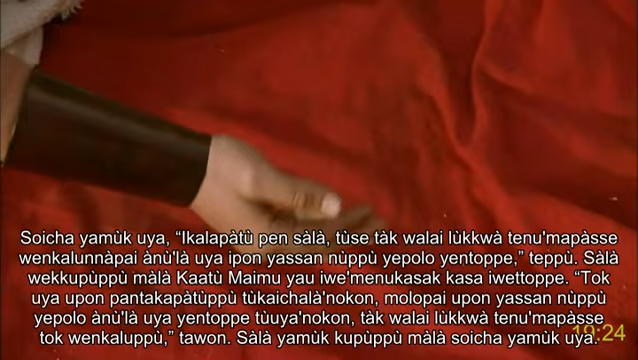 Soicha yamùk uya, “Ikalapàtù pen sàlà, tùse tàk walai lùkkwà tenu'mapàsse
wenkalunnàpai ànù'là uya ipon yassan nùppù yepolo yentoppe,” teppù. Sàlà
wekkupùppù màlà Kaatù Maimu yau iwe'menukasak kasa iwettoppe. “Tok
uya upon pantakapàtùppù tùkaichalà'nokon, molopai upon yassan nùppù
yepolo ànù'là uya yentoppe tùuya'nokon, tàk walai lùkkwà tenu'mapàsse
tok wenkaluppù,” tawon. Sàlà yamùk kupùppù màlà soicha yamùk uya.
19:24